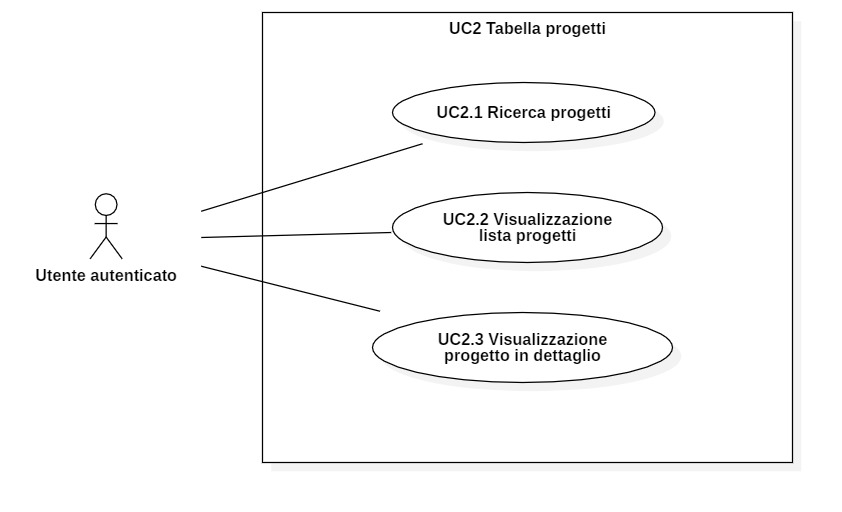 UC2 Tabella progetti
UC2.1 Ricerca progetti
UC2.2 Visualizzazione
lista progetti
Utente autenticato
UC2.3 Visualizzazione
progetto in dettaglio